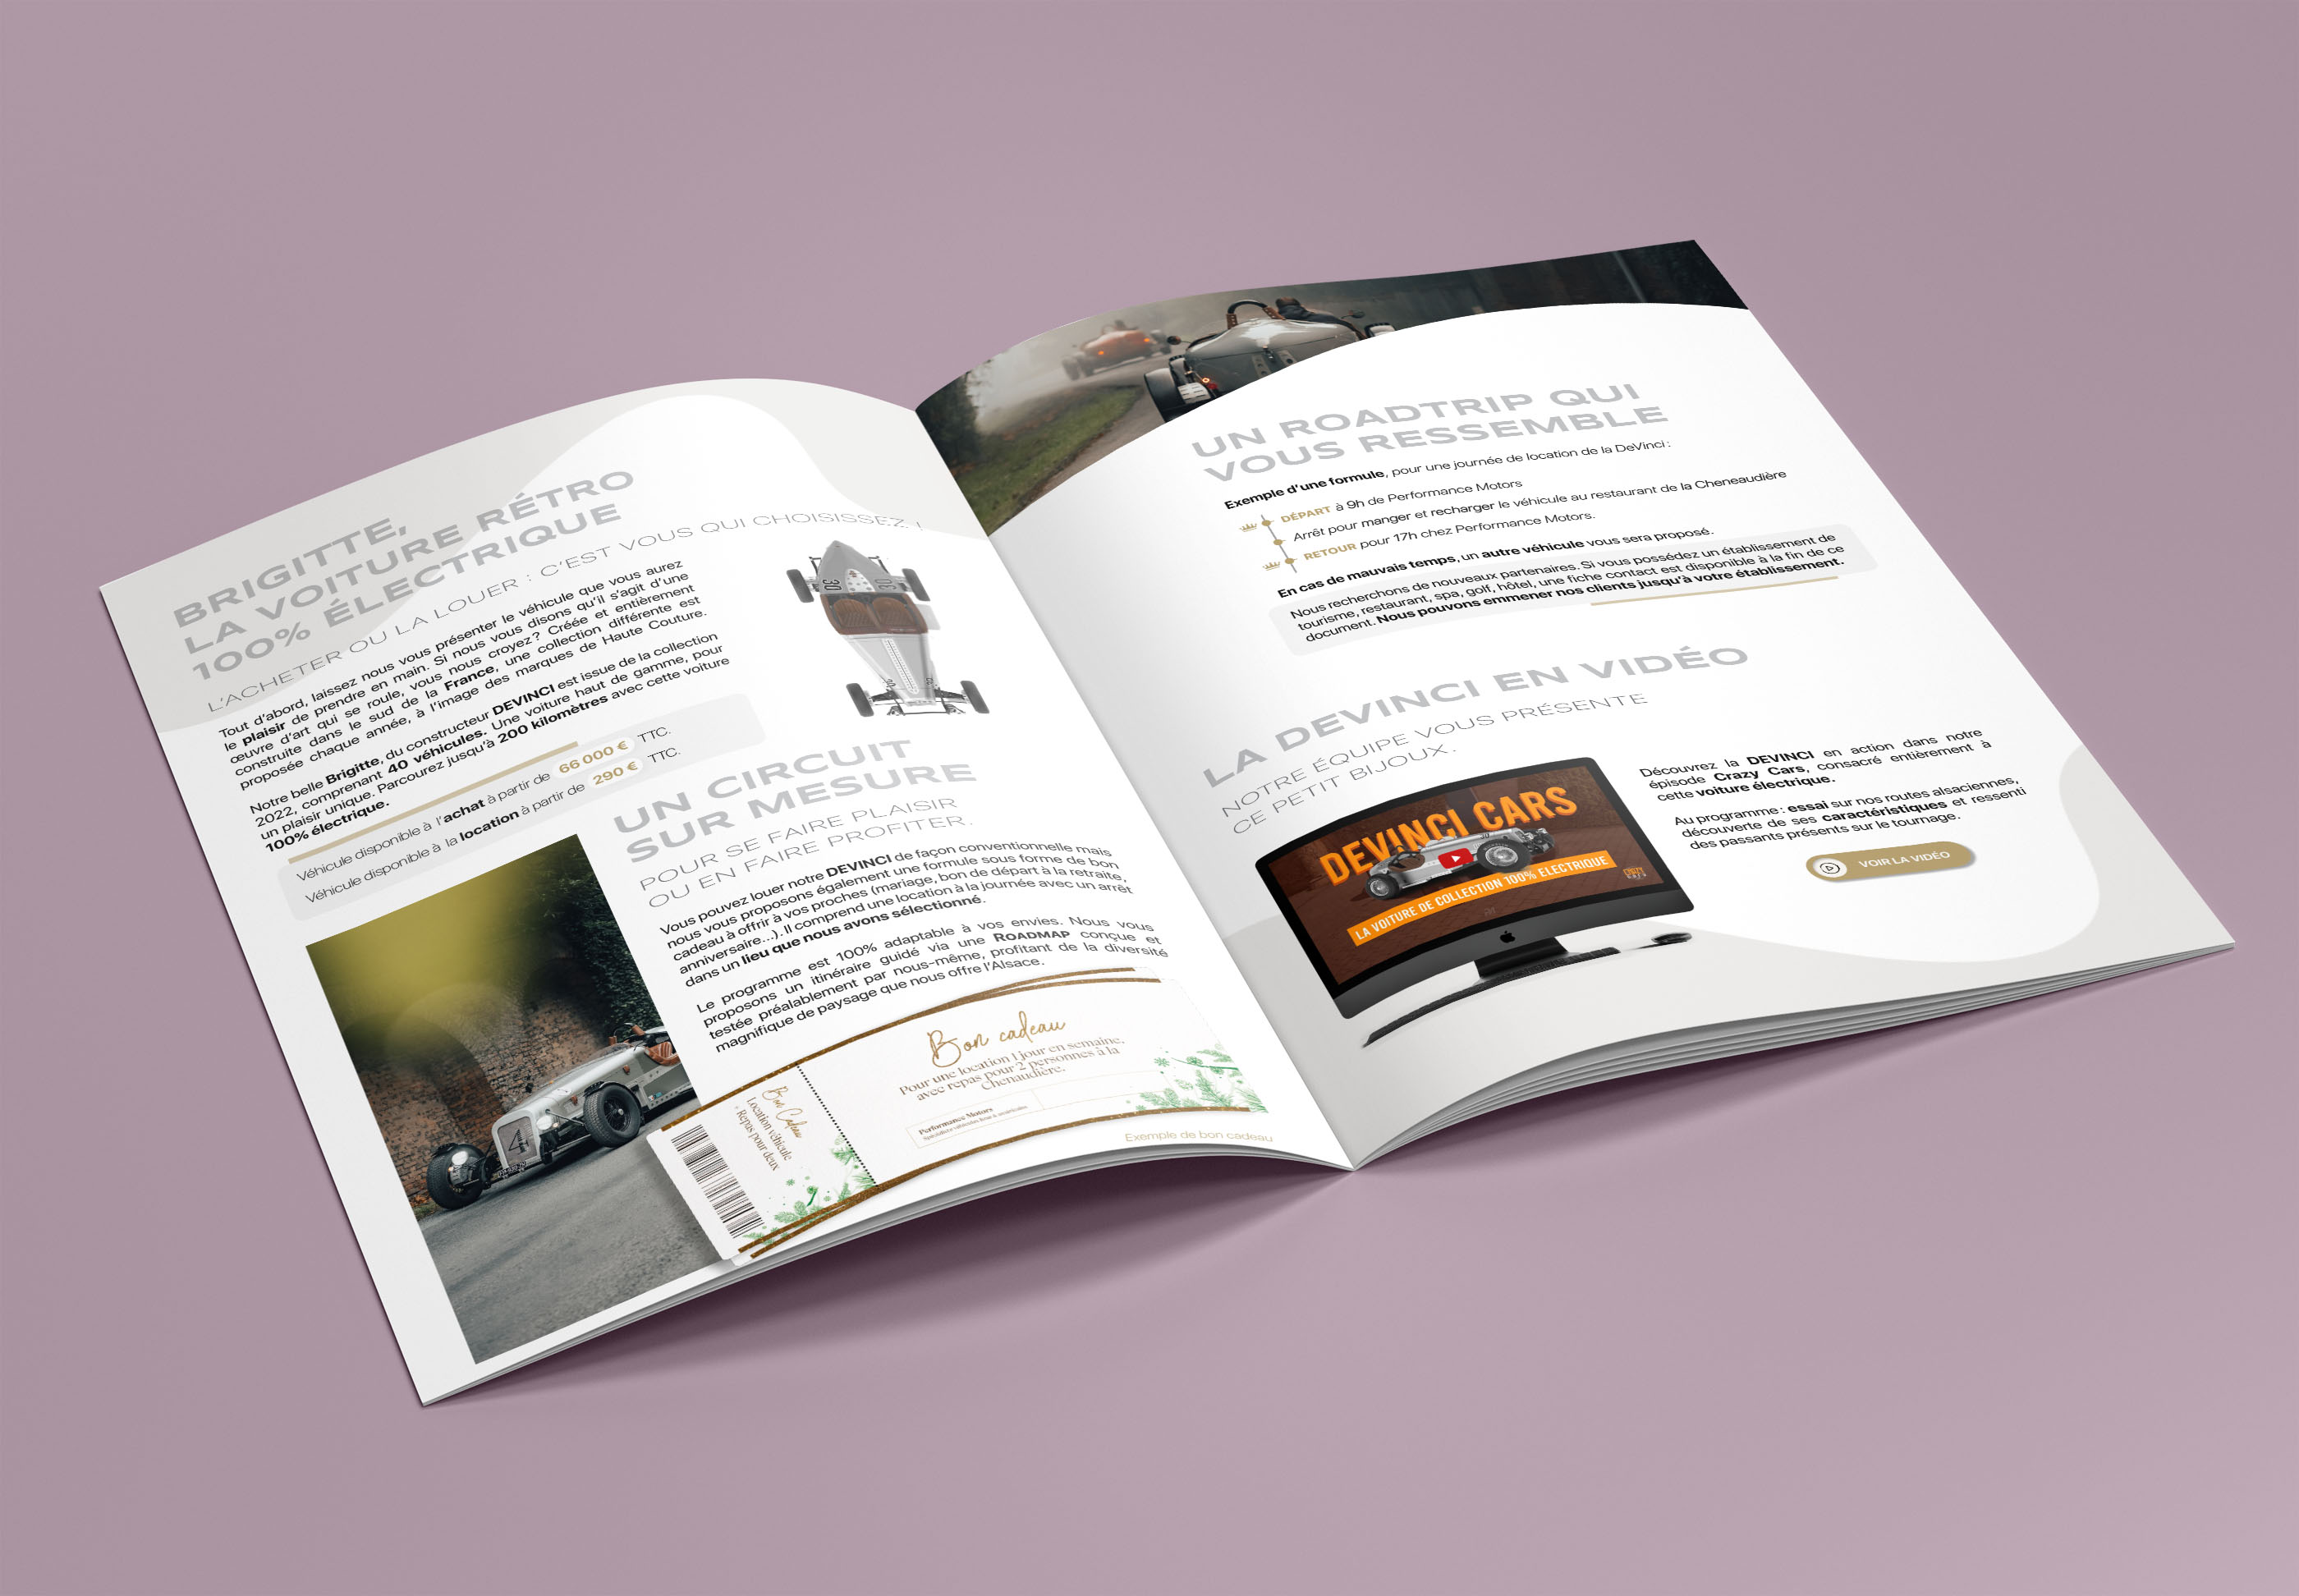 BRIGITTE,
LA VOITURE RÉTRO
100% ÉLECTRIQUE
L'ACHETER OU LA LOUER : C'EST VOUS QUI CHOISISSEZ !
Tout d'abord, laissez nous vous présenter le véhicule que vous aurez
le plaisir de prendre en main. Si nous vous disons qu'il s'agit d'une
œuvre d'art qui se roule, vous nous croyez ? Créée et entièrement
construite dans le sud de la France, une collection différente est
proposée chaque année, à l'image des marques de Haute Couture.
Notre belle Brigitte, du constructeur DEVINCI est issue de la collection
2022, comprenant 40 véhicules. Une voiture haut de gamme, pour
un plaisir unique. Parcourez jusqu'à 200 kilomètres avec cette voiture
100% électrique.
Véhicule disponible à l'achat à partir de 66 000 € TTC.
Véhicule disponible à la location à partir de 290 € TTC.
30
30
UN CIRCUIT
SUR MESURE
POUR SE FAIRE PLAISIR
OU EN FAIRE PROFITER.
Vous pouvez louer notre DEVINCI de façon conventionnelle mais
nous vous proposons également une formule sous forme de bon
cadeau à offrir à vos proches (mariage, bon de départ à la retraite,
anniversaire...). Il comprend une location à la journée avec un arrêt
dans un lieu que nous avons sélectionné.
Le programme est 100% adaptable à vos envies. Nous vous
proposons un itinéraire guidé via une ROADMAP conçue et
testée préalablement par nous-même, profitant de la diversité
magnifique de paysage que nous offre l'Alsace.
4
Bon Cadeau
Location véhicule
+ Repas pour deux
Bon cadeau
Pour une location 1 jour en semaine,
avec repas pour 2 personnes à la
Chenaudière.
Performance Motors
Exemple de bon cadeau
UN ROADTRIP QUI
VOUS RESSEMBLE
Exemple d'une formule, pour une journée de location de la DeVinci :
DÉPART à 9h de Performance Motors
Arrêt pour manger et recharger le véhicule au restaurant de la Cheneaudière
RETOUR pour 17h chez Performance Motors.
En cas de mauvais temps, un autre véhicule vous sera proposé.
Nous recherchons de nouveaux partenaires. Si vous possédez un établissement de
tourisme, restaurant, spa, golf, hôtel, une fiche contact est disponible à la fin de ce
document. Nous pouvons emmener nos clients jusqu'à votre établissement.
LA DEVINCI EN VIDÉO
NOTRE ÉQUIPE VOUS PRÉSENTE
CE PETIT BIJOUX.
DEVINCI CARS
LA VOITURE DE COLLECTION 100% ELECTRIQUE
Découvrez la DEVINCI en action dans notre
épisode Crazy Cars, consacré entièrement à
cette voiture électrique.
Au programme : essai sur nos routes alsaciennes,
découverte de ses caractéristiques et ressenti
des passants présents sur le tournage.
VOIR LA VIDÉO